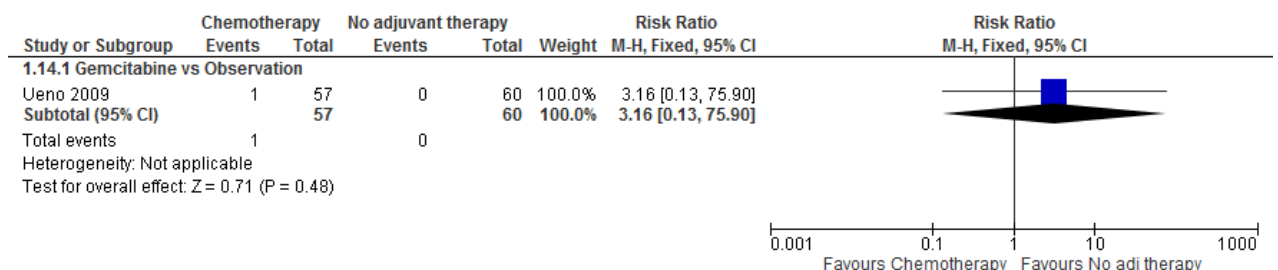 Chemotherapy No adjuvant therapy Risk Ratio Risk Ratio
Study or Subgroup Events Total Events Total Weight M-H, Fixed, 95% CI M-H, Fixed, 95% CI
1.14.1 Gemcitabine vs Observation
Ueno 2009 1 57 0 60 100.0% 3.16 [0.13, 75.90]
Subtotal (95% CI) 57 60 100.0% 3.16 [0.13, 75.90]
Total events 1 0
Heterogeneity: Not applicable
Test for overall effect: Z = 0.71 (P = 0.48)
0.001 0.1 1 10 1000
Favours Chemotherapy Favours No adj therapy